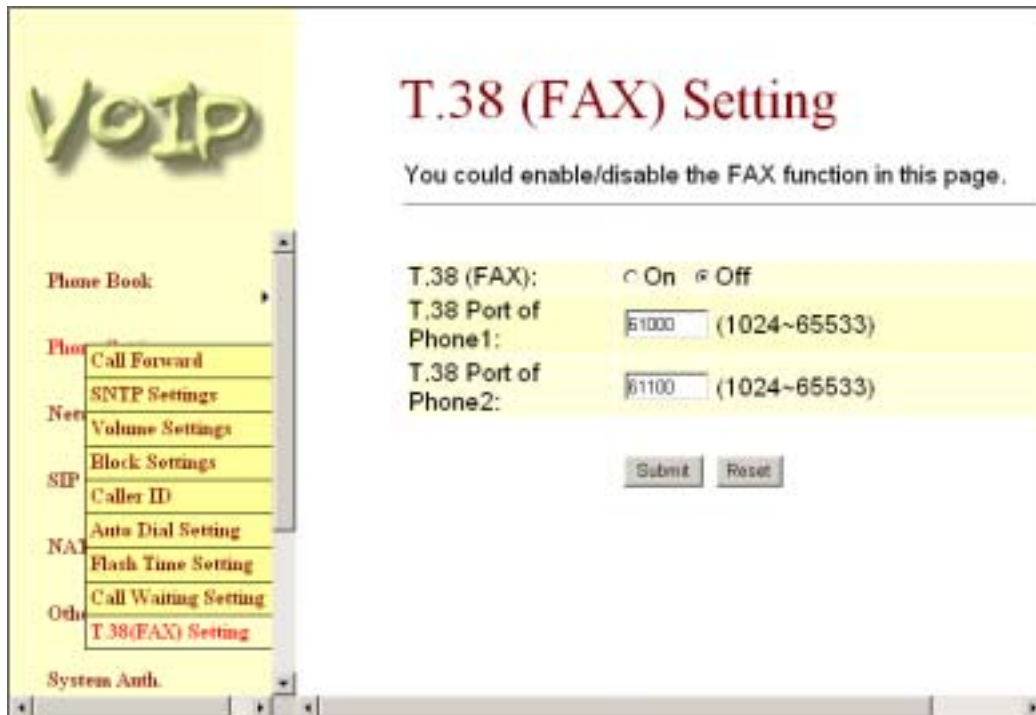 VOIP
T.38 (FAX) Setting
You could enable/disable the FAX function in this page.
Phone Book
Call Forward
SNTP Settings
Volume Settings
Block Settings
SIP
Caller ID
Auto Dial Setting
Flash Time Setting
Call Waiting Setting
T.38(FAX) Setting
System Auth.
T.38 (FAX):
On Off
T.38 Port of
Phone1:
61000 (1024~65533)
T.38 Port of
Phone2:
61100 (1024~65533)
Submit Reset